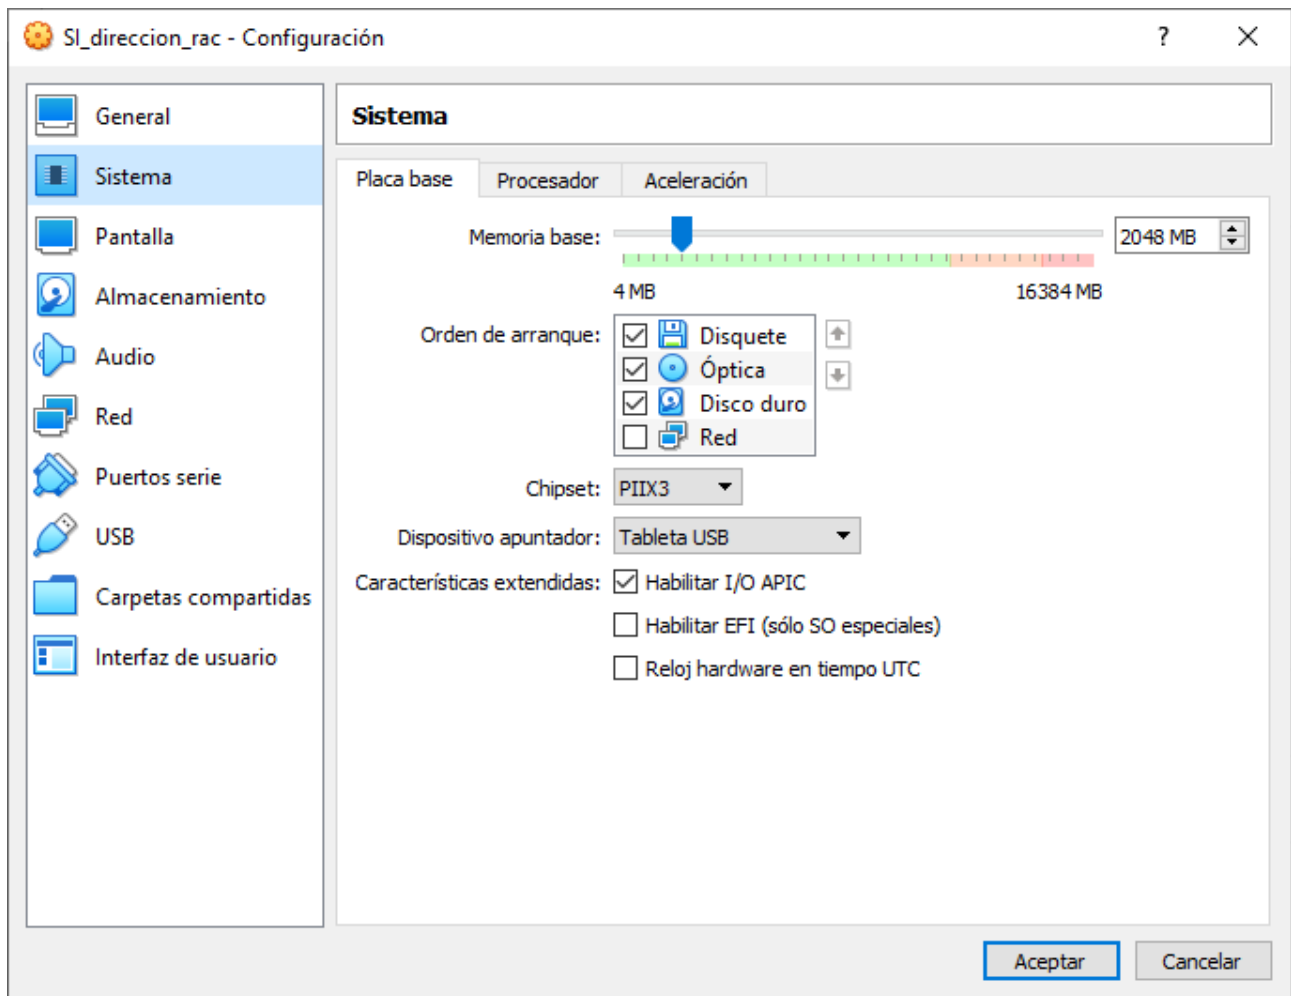 SI_direccion_rac - Configuración ?
General
Sistema
Pantalla
Almacenamiento
Audio
Red
Puertos serie
USB
Carpetas compartidas
Interfaz de usuario
Sistema
Placa base Procesador Aceleración
Memoria base: 2048 MB
4 MB 16384 MB
Orden de arranque: Disquete
Óptica
Disco duro
Red
Chipset: PIIX3
Dispositivo apuntador: Tableta USB
Características extendidas: Habilitar I/O APIC
Habilitar EFI (sólo SO especiales)
Reloj hardware en tiempo UTC
Aceptar Cancelar